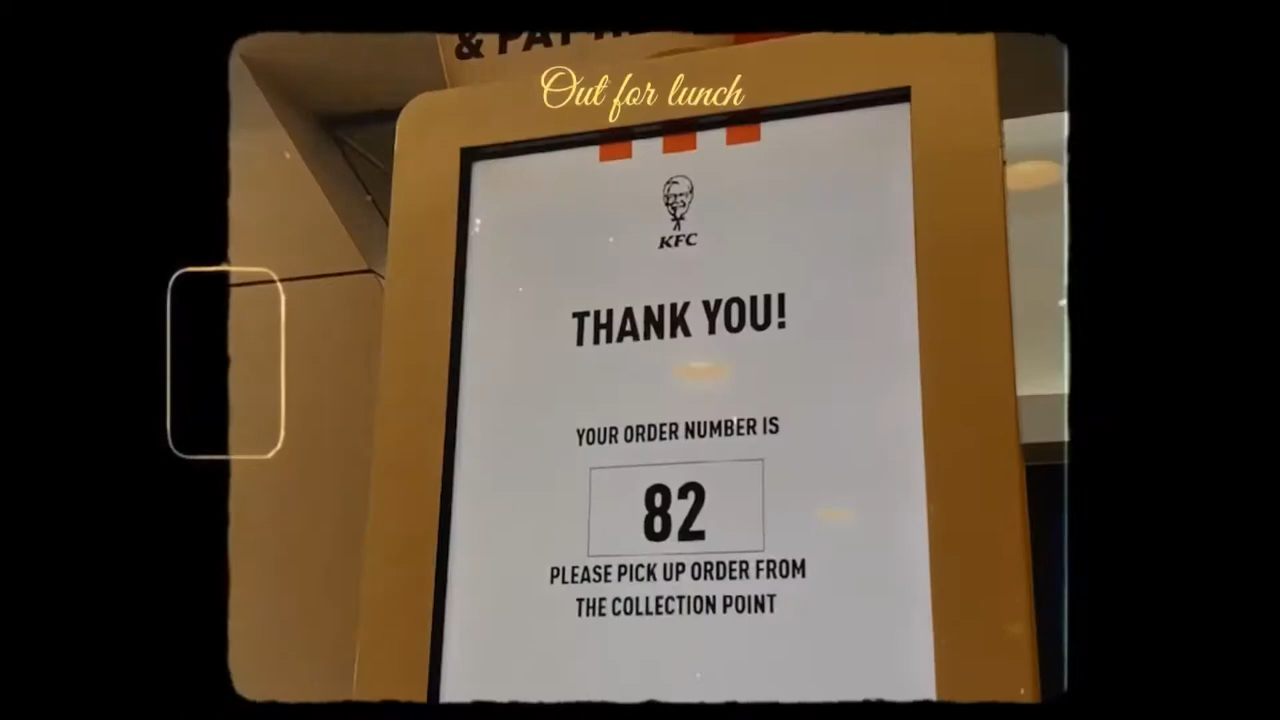 Out for lunch
KFC
THANK YOU!
YOUR ORDER NUMBER IS
82
PLEASE PICK UP ORDER FROM
THE COLLECTION POINT